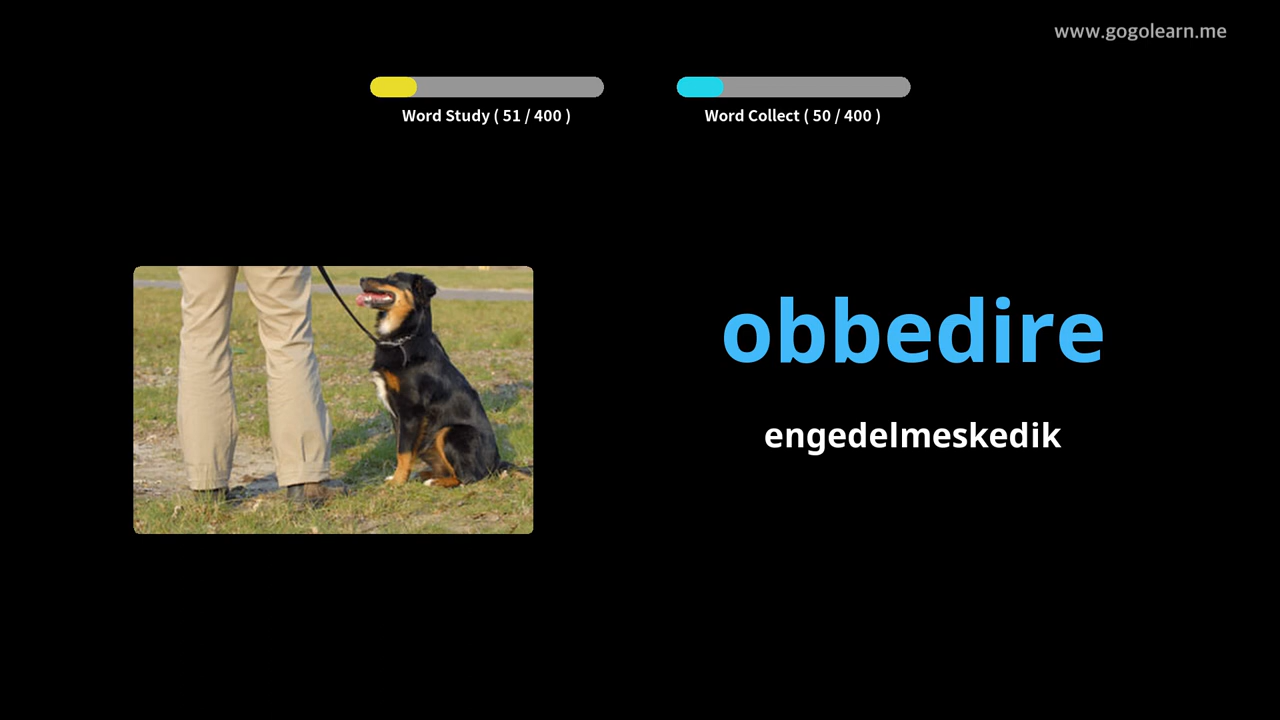 www.gogolearn.me
Word Study ( 51 / 400 )
Word Collect ( 50 / 400 )
obbedire
engedelmeskedik